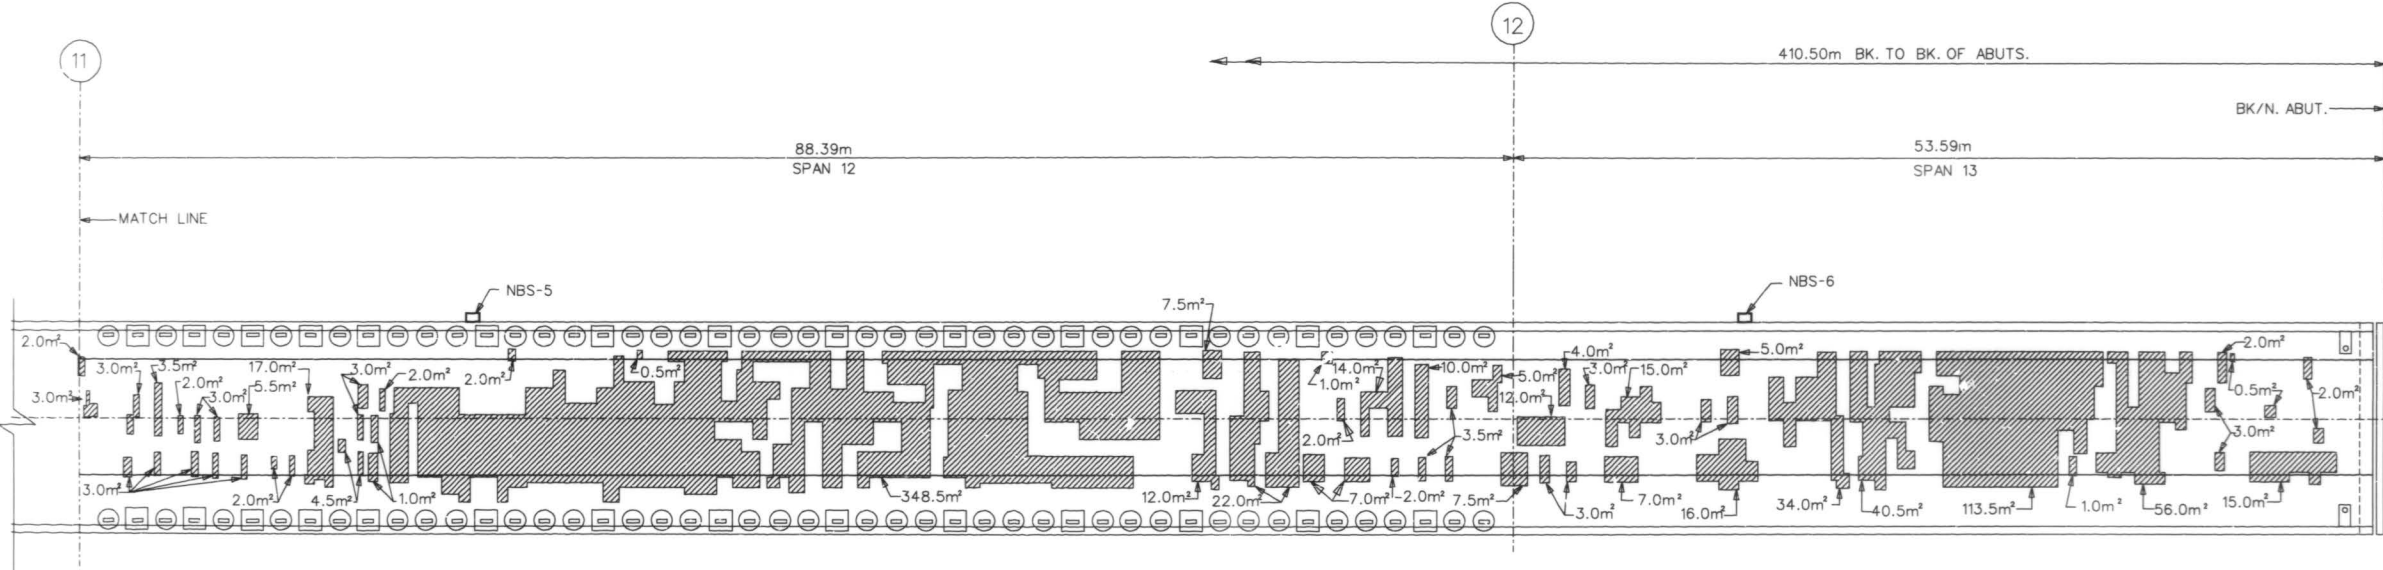 11
12
410.50m BK. TO BK. OF ABUTS.
BK/N. ABUT.
88.39m
SPAN 12
53.59m
SPAN 13
MATCH LINE
NBS-5
NBS-6
7.5m²
2.0m²
3.0m²
3.5m²
17.0m²
3.0m²
2.0m²
2.0m²
0.5m²
14.0m²
10.0m²
4.0m²
5.0m²
2.0m²
3.0m²
2.0m²
3.0m²
5.5m²
1.0m²
5.0m²
3.0m²
15.0m²
0.5m²
2.0m²
12.0m²
2.0m²
3.5m²
3.0m²
3.0m²
3.0m²
2.0m²
4.5m²
1.0m²
348.5m²
12.0m²
22.0m²
7.0m²
2.0m²
7.5m²
3.0m²
7.0m²
16.0m²
34.0m²
40.5m²
113.5m²
1.0m²
56.0m²
15.0m²